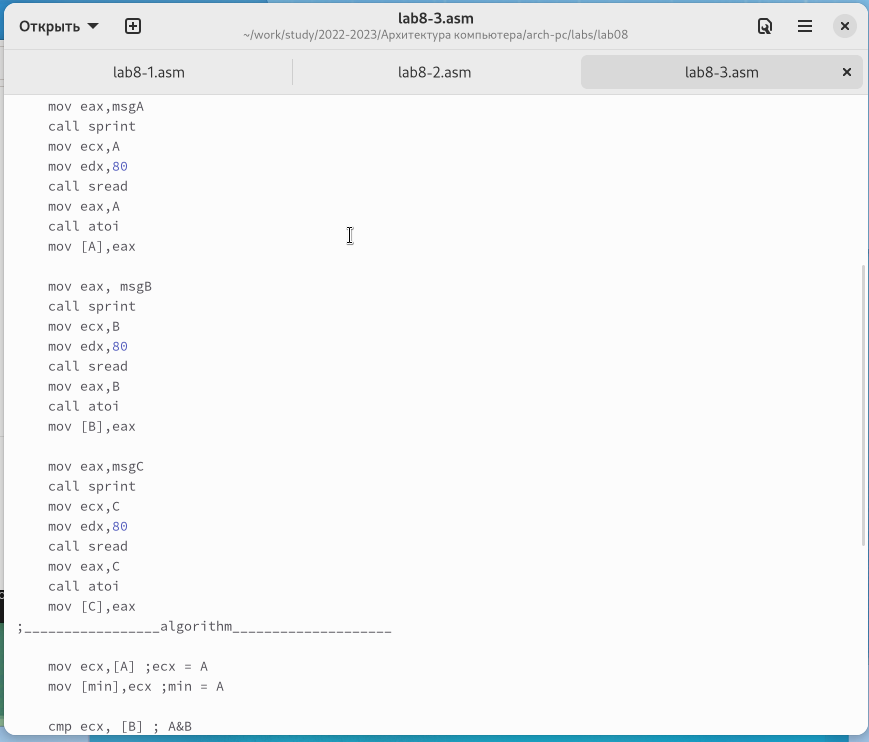 Открыть
lab8-3.asm
~/work/study/2022-2023/Архитектура компьютера/arch-pc/labs/lab08
lab8-1.asm
lab8-2.asm
lab8-3.asm
mov eax,msgA
call sprint
mov ecx,A
mov edx,80
call sread
mov eax,A
call atoi
mov [A],eax
mov eax, msgB
call sprint
mov ecx,B
mov edx,80
call sread
mov eax,B
call atoi
mov [B],eax
mov eax,msgC
call sprint
mov ecx,C
mov edx,80
call sread
mov eax,C
call atoi
mov [C],eax
;_________________algorithm____________________
mov ecx,[A] ;ecx = A
mov [min],ecx ;min = A
cmp ecx, [B] ; A&B